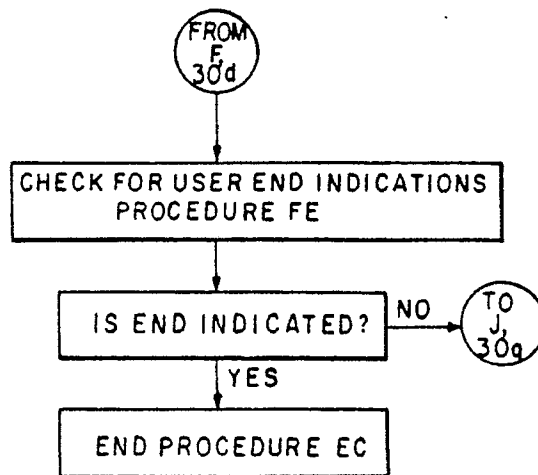 FROM
F,
30d
CHECK FOR USER END INDICATIONS
PROCEDURE FE
IS END INDICATED?
NO
TO
J,
30g
YES
END PROCEDURE EC